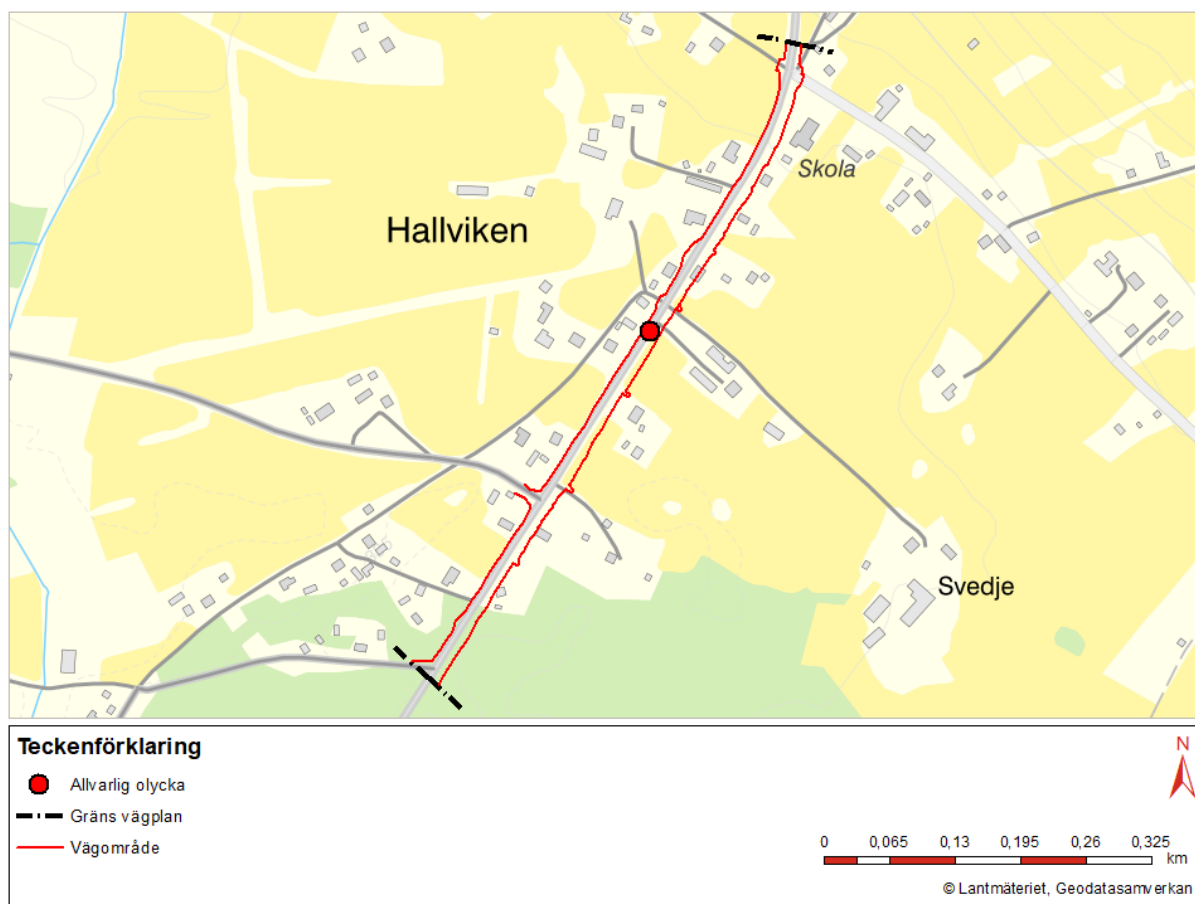 Skola
Hallviken
Svedje
Teckenförklaring
Allvarlig olycka
Gräns vägplan
Vägområde
N
0 0,065 0,13 0,195 0,26 0,325
km
© Lantmäteriet, Geodatasamverkan